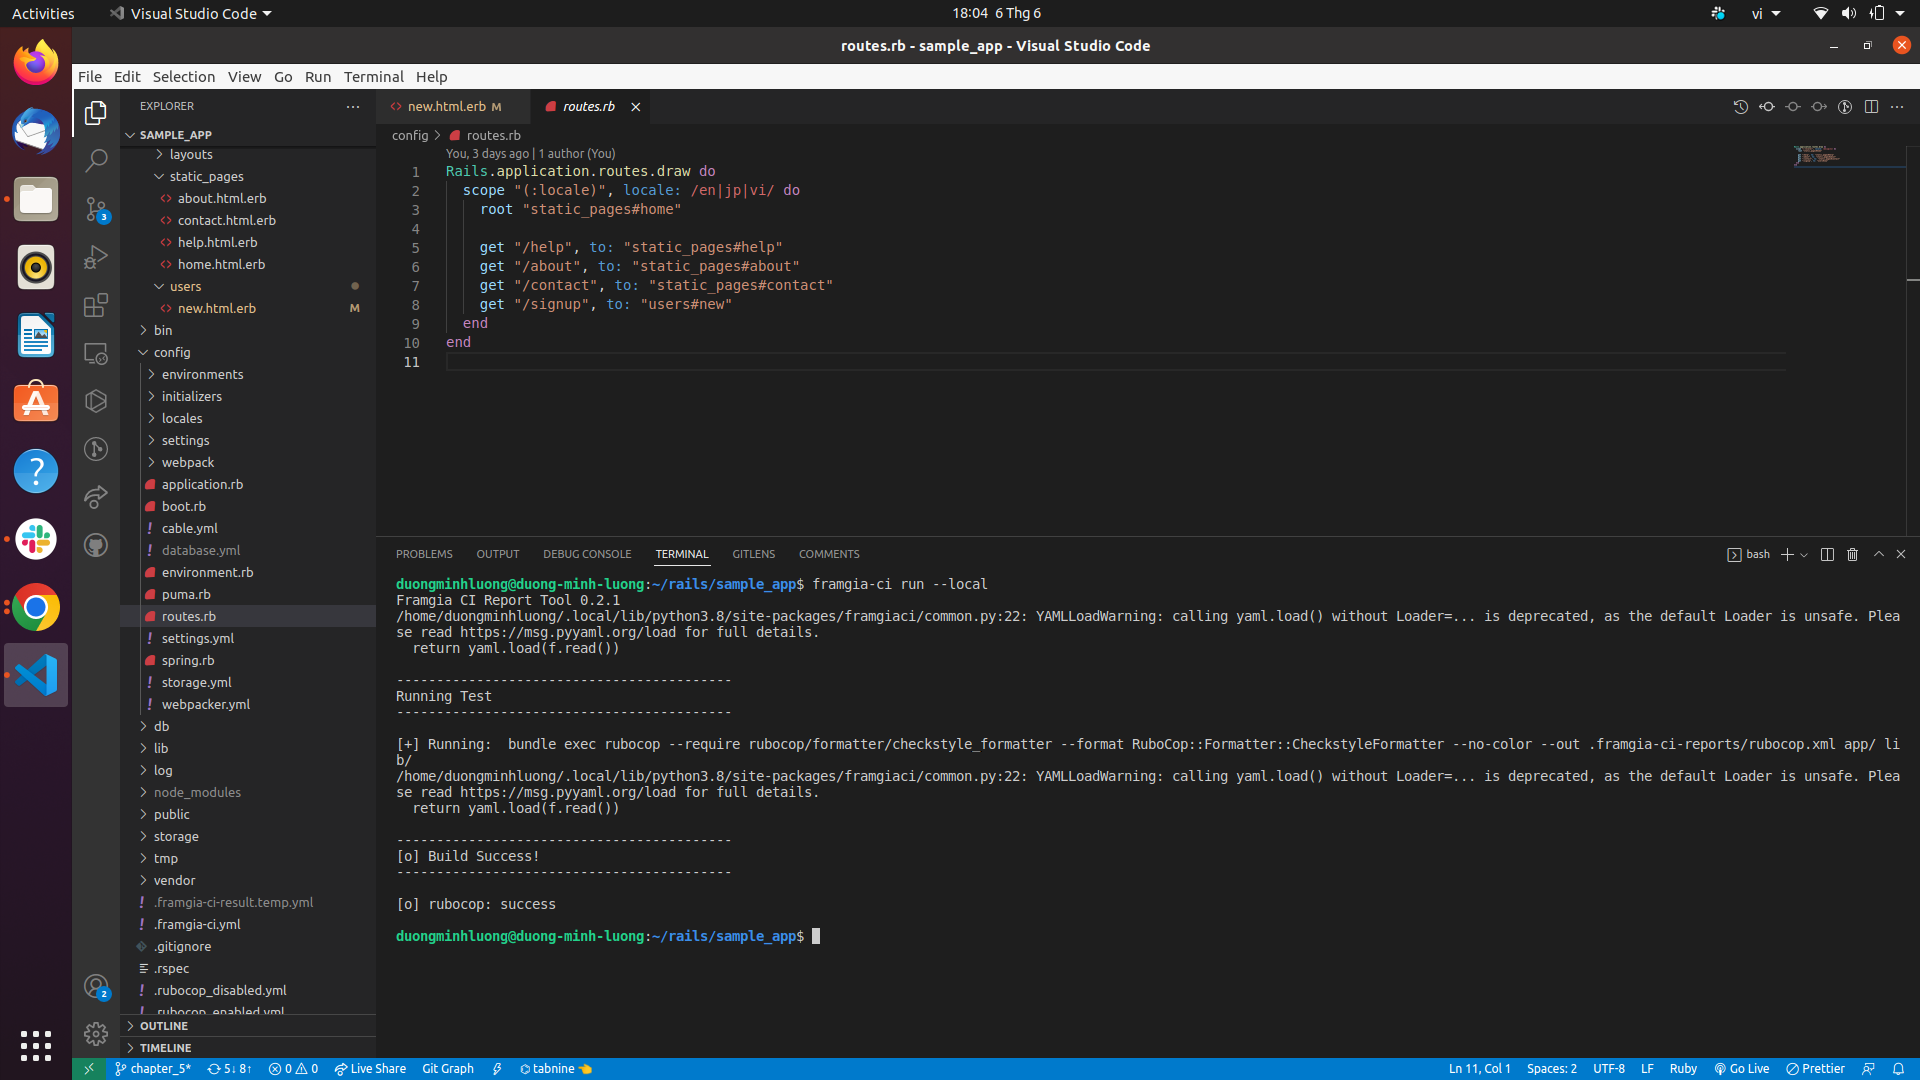 Activities
Visual Studio Code
18:04 6 Thg 6
vi
routes.rb - sample_app - Visual Studio Code
File Edit Selection View Go Run Terminal Help
EXPLORER
SAMPLE_APP
layouts
static_pages
about.html.erb
contact.html.erb
help.html.erb
home.html.erb
users
new.html.erb M
bin
config
environments
initializers
locales
settings
webpack
application.rb
boot.rb
cable.yml
database.yml
environment.rb
puma.rb
routes.rb
settings.yml
spring.rb
storage.yml
webpacker.yml
db
lib
log
node_modules
public
storage
tmp
vendor
.framgia-ci-result.temp.yml
.framgia-ci.yml
.gitignore
.rspec
.rubocop_disabled.yml
.rubocop_enabled.yml
OUTLINE
TIMELINE
3
2
new.html.erb M
routes.rb
config > routes.rb
You, 3 days ago | 1 author (You)
1 Rails.application.routes.draw do
2 scope "(:locale)", locale: /en|jp|vi/ do
3 root "static_pages#home"
4
5 get "/help", to: "static_pages#help"
6 get "/about", to: "static_pages#about"
7 get "/contact", to: "static_pages#contact"
8 get "/signup", to: "users#new"
9 end
10 end
11
PROBLEMS OUTPUT DEBUG CONSOLE TERMINAL GITLENS COMMENTS
bash
duongminhluong@duong-minh-luong:~/rails/sample_app$ framgia-ci run --local
Framgia CI Report Tool 0.2.1
/home/duongminhluong/.local/lib/python3.8/site-packages/framgiaci/common.py:22: YAMLLoadWarning: calling yaml.load() without Loader=... is deprecated, as the default Loader is unsafe. Plea
se read https://msg.pyyaml.org/load for full details.
return yaml.load(f.read())
------------------------------------------
Running Test
------------------------------------------
[+] Running:  bundle exec rubocop --require rubocop/formatter/checkstyle_formatter --format RuboCop::Formatter::CheckstyleFormatter --no-color --out .framgia-ci-reports/rubocop.xml app/ li
b/
/home/duongminhluong/.local/lib/python3.8/site-packages/framgiaci/common.py:22: YAMLLoadWarning: calling yaml.load() without Loader=... is deprecated, as the default Loader is unsafe. Plea
se read https://msg.pyyaml.org/load for full details.
return yaml.load(f.read())
------------------------------------------
[o] Build Success!
------------------------------------------
[o] rubocop: success
duongminhluong@duong-minh-luong:~/rails/sample_app$
chapter_5* 5↓ 8↑ 0 0 Live Share Git Graph tabnine Ln 11, Col 1 Spaces: 2 UTF-8 LF Ruby Go Live Prettier